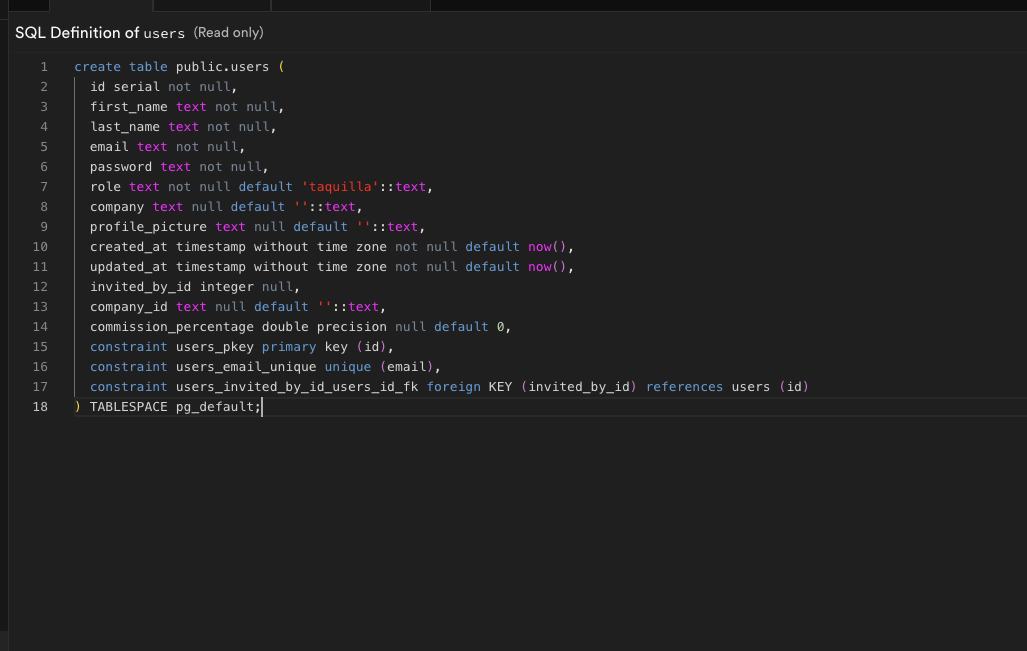 SQL Definition of users (Read only)
1 create table public.users (
2 id serial not null,
3 first_name text not null,
4 last_name text not null,
5 email text not null,
6 password text not null,
7 role text not null default 'taquilla'::text,
8 company text null default ''::text,
9 profile_picture text null default ''::text,
10 created_at timestamp without time zone not null default now(),
11 updated_at timestamp without time zone not null default now(),
12 invited_by_id integer null,
13 company_id text null default ''::text,
14 commission_percentage double precision null default 0,
15 constraint users_pkey primary key (id),
16 constraint users_email_unique unique (email),
17 constraint users_invited_by_id_users_id_fk foreign KEY (invited_by_id) references users (id)
18 ) TABLESPACE pg_default;